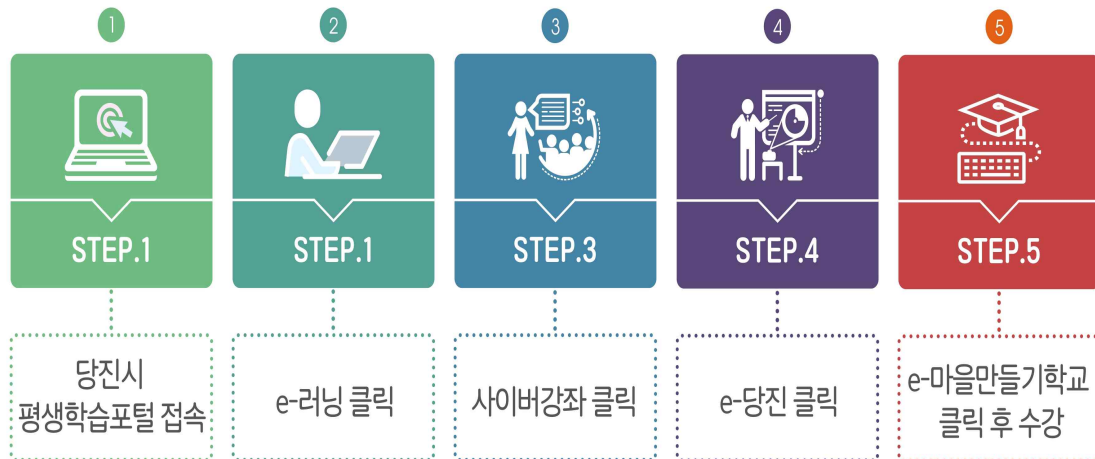 1
2
3
4
5
STEP.1
STEP.1
STEP.3
STEP.4
STEP.5
당진시
평생학습포털 접속
e-러닝 클릭
사이버강좌 클릭
e-당진 클릭
e-마을만들기학교
클릭 후 수강